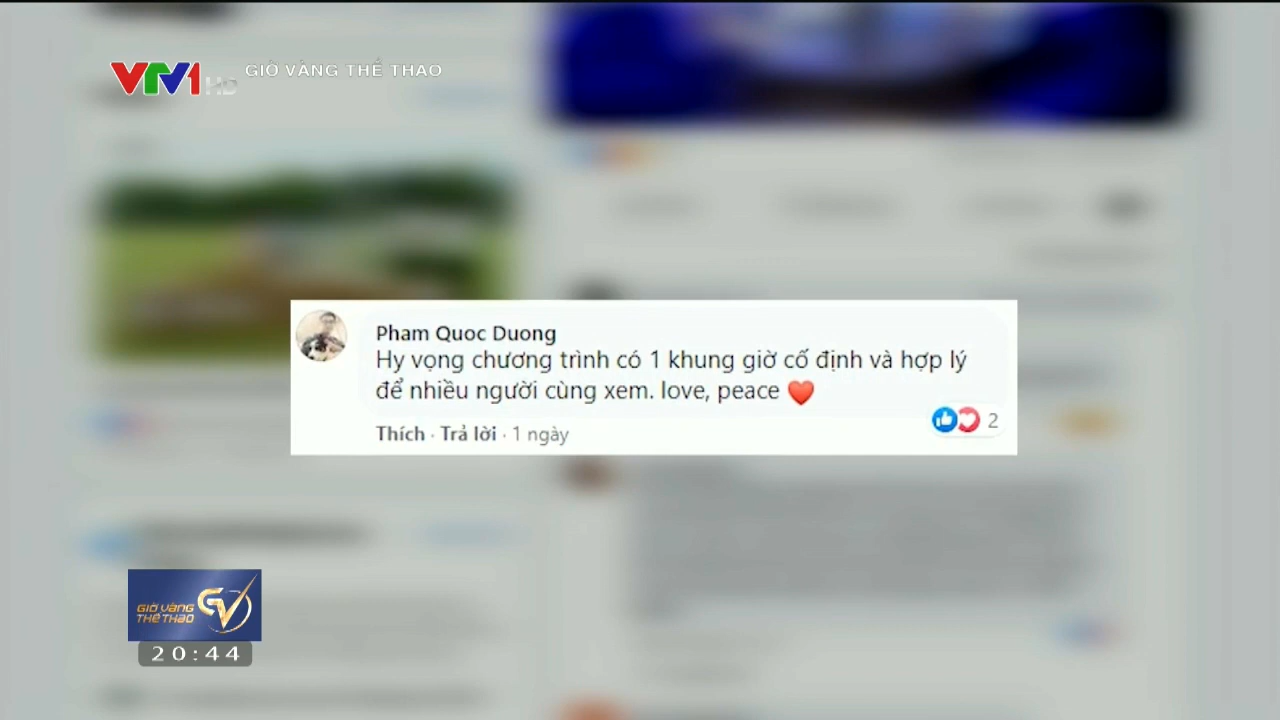 VTV1 HD
GIỜ VÀNG THỂ THAO
Pham Quoc Duong
Hy vọng chương trình có 1 khung giờ cố định và hợp lý
để nhiều người cùng xem. love, peace ❤️
Thích · Trả lời · 1 ngày
2
GIỜ VÀNG
THỂ THAO
GV
20:44